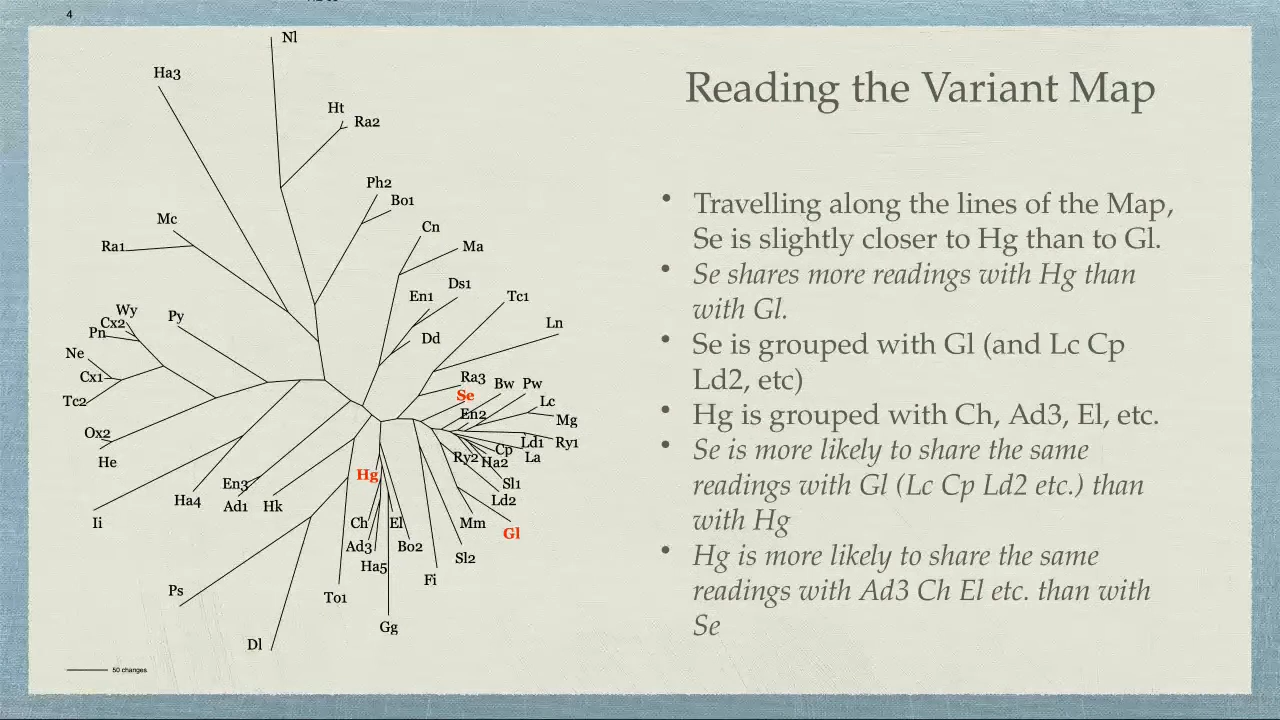 4
Nl
Ha3
Ht
Ra2
Ph2
Bo1
Mc
Cn
Ra1
Ma
Ds1
En1
Tc1
Wy
Py
Cx2
Ln
Pn
Dd
Ne
Cx1
Ra3
Bw
Pw
Se
Tc2
Lc
En2
Mg
Ox2
Ld1
Ry1
Cp
He
Ry2
Ha2
La
Hg
En3
Sl1
Ha4
Ad1
Hk
Ld2
Ii
Ch
El
Mm
Gl
Ad3
Bo2
Sl2
Ha5
Fi
Ps
To1
Gg
Dl
50 changes
Reading the Variant Map
• Travelling along the lines of the Map,
Se is slightly closer to Hg than to Gl.
• Se shares more readings with Hg than
with Gl.
• Se is grouped with Gl (and Lc Cp
Ld2, etc)
• Hg is grouped with Ch, Ad3, El, etc.
• Se is more likely to share the same
readings with Gl (Lc Cp Ld2 etc.) than
with Hg
• Hg is more likely to share the same
readings with Ad3 Ch El etc. than with
Se